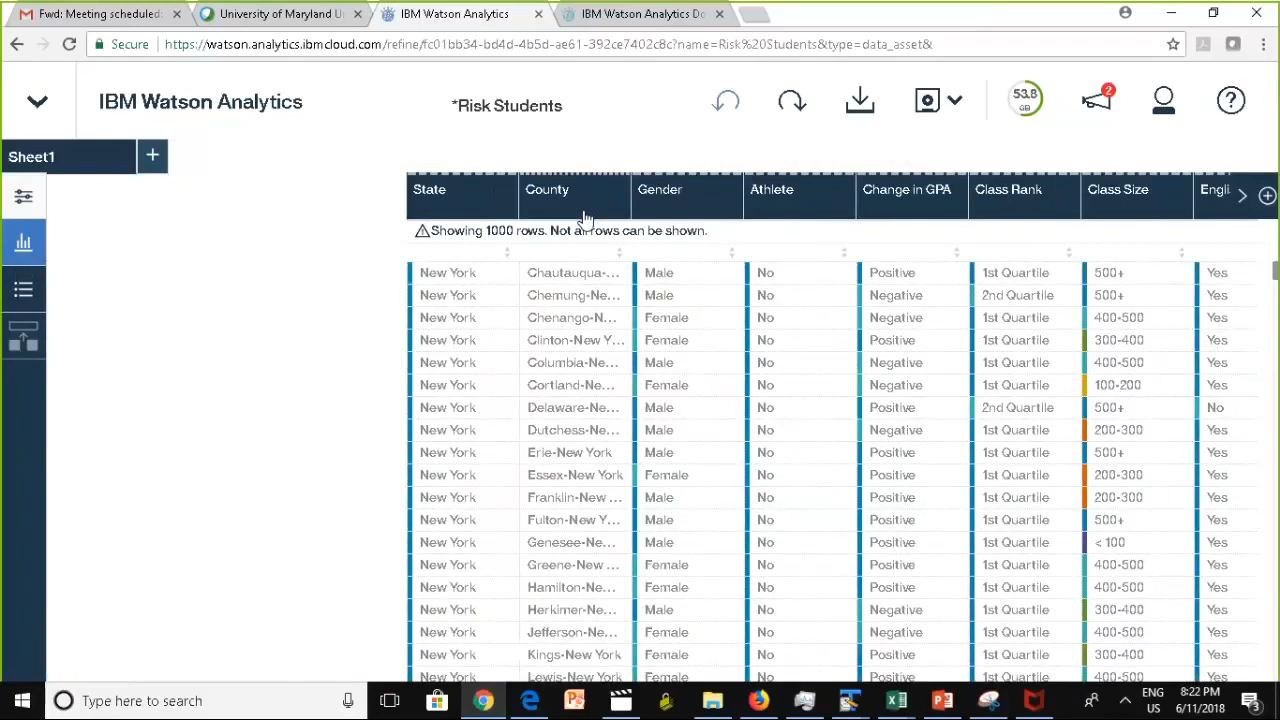 Fwd: Meeting scheduled:
University of Maryland U
IBM Watson Analytics
IBM Watson Analytics Do
Secure
https://watson.analytics.ibmcloud.com/refine/fc01bb34-bd4d-4b5d-ae61-392ce7402c8c?name=Risk%20Students&type=data_asset&
IBM Watson Analytics
*Risk Students
53.8
GB
2
Sheet1
State County Gender Athlete Change in GPA Class Rank Class Size Engli
Showing 1000 rows. Not all rows can be shown.
New York Chautauqua-... Male No Positive 1st Quartile 500+ Yes
New York Chemung-Ne... Male No Negative 2nd Quartile 500+ Yes
New York Chenango-N... Female No Negative 1st Quartile 400-500 Yes
New York Clinton-New Y... Female No Positive 1st Quartile 300-400 Yes
New York Columbia-Ne... Male No Negative 1st Quartile 400-500 Yes
New York Cortland-Ne... Female No Negative 1st Quartile 100-200 Yes
New York Delaware-Ne... Male No Positive 2nd Quartile 500+ No
New York Dutchess-Ne... Male No Negative 1st Quartile 200-300 Yes
New York Erie-New York Male No Positive 1st Quartile 500+ Yes
New York Essex-New York Female No Positive 1st Quartile 200-300 Yes
New York Franklin-New ... Male No Positive 1st Quartile 200-300 Yes
New York Fulton-New Y... Male No Positive 1st Quartile 500+ Yes
New York Genesee-Ne... Male No Positive 1st Quartile < 100 Yes
New York Greene-New ... Female No Positive 1st Quartile 400-500 Yes
New York Hamilton-Ne... Female No Positive 1st Quartile 400-500 Yes
New York Herkimer-Ne... Male No Negative 1st Quartile 300-400 Yes
New York Jefferson-Ne... Female No Negative 1st Quartile 400-500 Yes
New York Kings-New York Female No Positive 1st Quartile 300-400 Yes
New York Lewis-New York Female No Positive 1st Quartile 400-500 Yes
Type here to search
ENG
US
8:22 PM
6/11/2018
3